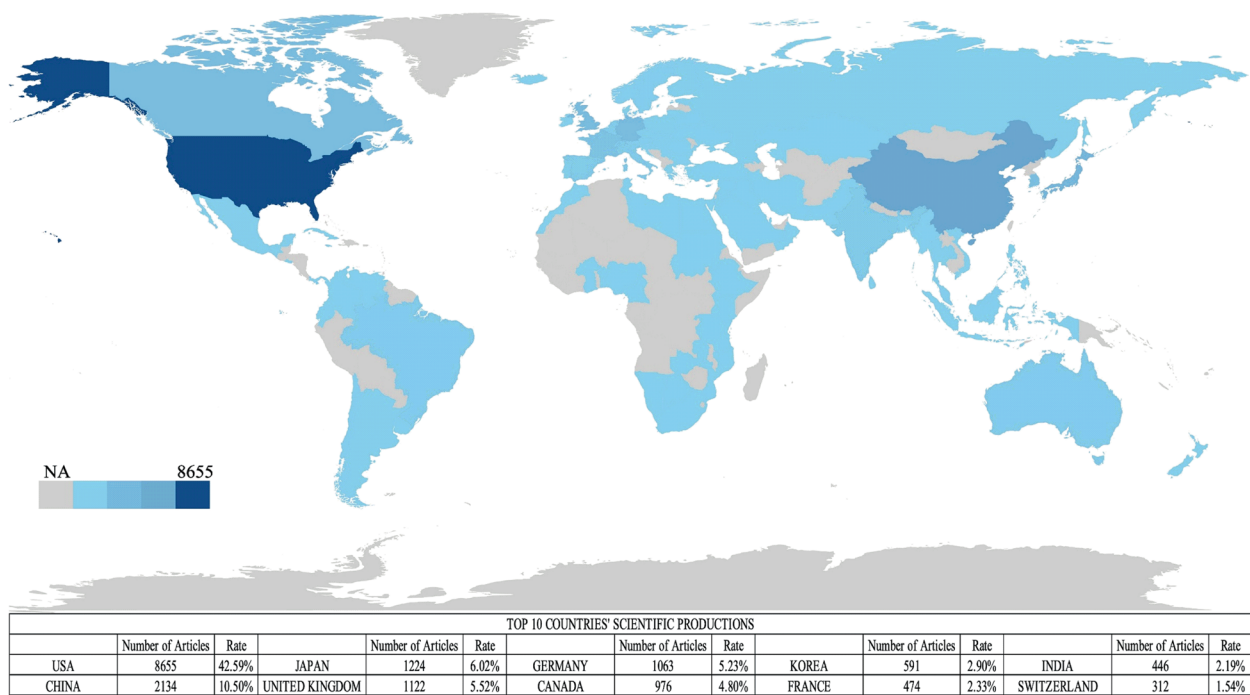 NA 8655
TOP 10 COUNTRIES' SCIENTIFIC PRODUCTIONS
Number of Articles Rate Number of Articles Rate Number of Articles Rate Number of Articles Rate Number of Articles Rate
USA 8655 42.59% JAPAN 1224 6.02% GERMANY 1063 5.23% KOREA 591 2.90% INDIA 446 2.19%
CHINA 2134 10.50% UNITED KINGDOM 1122 5.52% CANADA 976 4.80% FRANCE 474 2.33% SWITZERLAND 312 1.54%